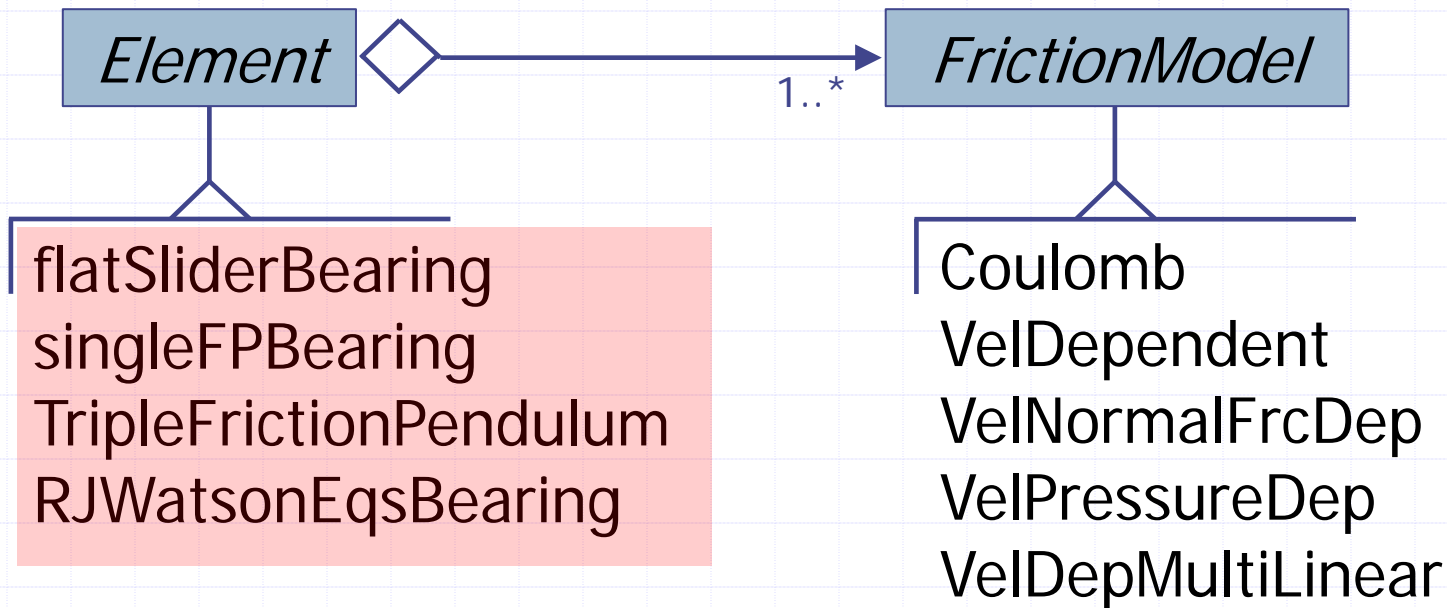 Element
1..*
FrictionModel
flatSliderBearing
singleFPBearing
TripleFrictionPendulum
RJWatsonEqsBearing
Coulomb
VelDependent
VelNormalFrcDep
VelPressureDep
VelDepMultiLinear